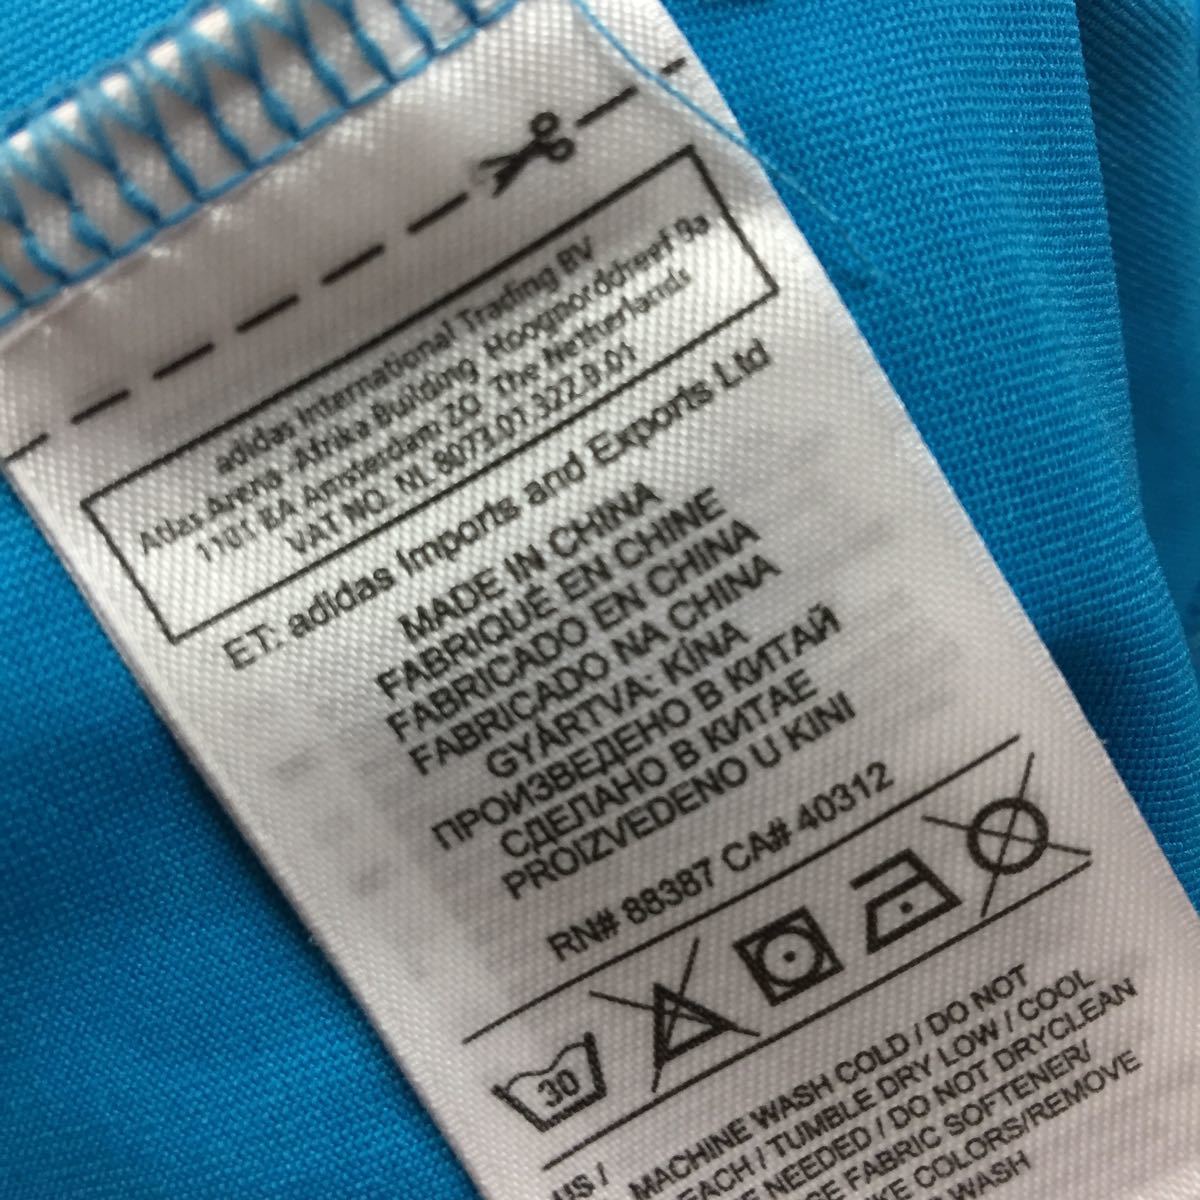 adidas International Trading BV
Atlas Arena -Afrika Building, Hoogoorddreef 9a
1101 BA Amsterdam ZO The Netherlands
VAT NO. NL 8073.01.322.B.01
ET: adidas Imports and Exports Ltd
MADE IN CHINA
FABRIQUÉ EN CHINE
FABRICADO EN CHINA
FABRICADO NA CHINA
GYÁRTVA: KÍNA
ПРОИЗВЕДЕНО В КИТАЙ
СДЕЛАНО В КИТАЕ
PROIZVEDENO U KINI
RN# 88387 CA# 40312
30
US / MACHINE WASH COLD / DO NOT
EACH / TUMBLE DRY LOW / COOL
NEEDED / DO NOT DRYCLEAN
FABRIC SOFTENER/
COLORS/REMOVE
WASH